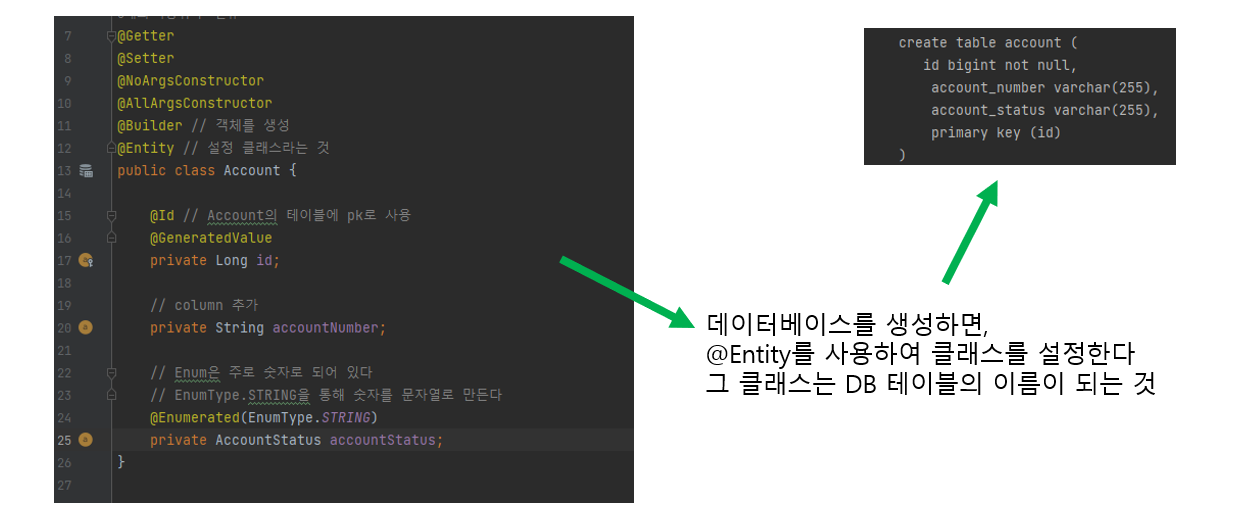 7 @Getter
8 @Setter
9 @NoArgsConstructor
10 @AllArgsConstructor
11 @Builder // 객체를 생성
12 @Entity // 설정 클래스라는 것
13 public class Account {
14
15 @Id // Account의 테이블에 pk로 사용
16 @GeneratedValue
17 private Long id;
18
19 // column 추가
20 private String accountNumber;
21
22 // Enum은 주로 숫자로 되어 있다
23 // EnumType.STRING을 통해 숫자를 문자열로 만든다
24 @Enumerated(EnumType.STRING)
25 private AccountStatus accountStatus;
26 }
27
create table account (
id bigint not null,
account_number varchar(255),
account_status varchar(255),
primary key (id)
)
데이터베이스를 생성하면,
@Entity를 사용하여 클래스를 설정한다
그 클래스는 DB 테이블의 이름이 되는 것